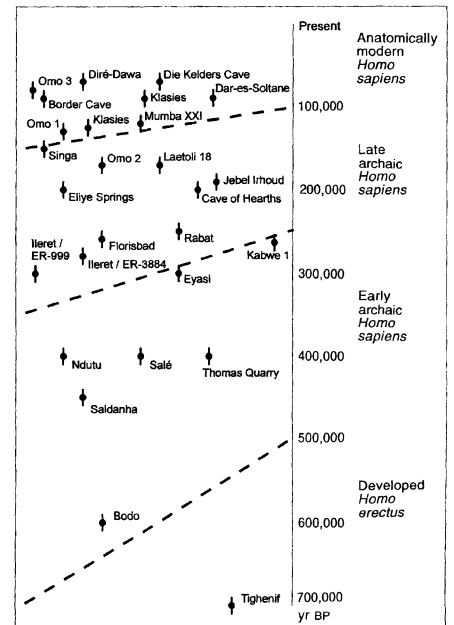 Present
Anatomically
modern
Homo
sapiens
Omo 3
Diré-Dawa
Die Kelders Cave
Border Cave
Klasies
Dar-es-Soltane
100,000
Omo 1
Klasies
Mumba XXI
Singa
Omo 2
Laetoli 18
Late
archaic
Homo
sapiens
Jebel Irhoud
200,000
Eliye Springs
Cave of Hearths
Ileret /
ER-999
Florisbad
Rabat
Kabwe 1
Ileret / ER-3884
Eyasi
300,000
Early
archaic
Homo
sapiens
400,000
Ndutu
Salé
Thomas Quarry
Saldanha
500,000
Developed
Homo
erectus
Bodo
600,000
Tighenif
700,000
yr BP